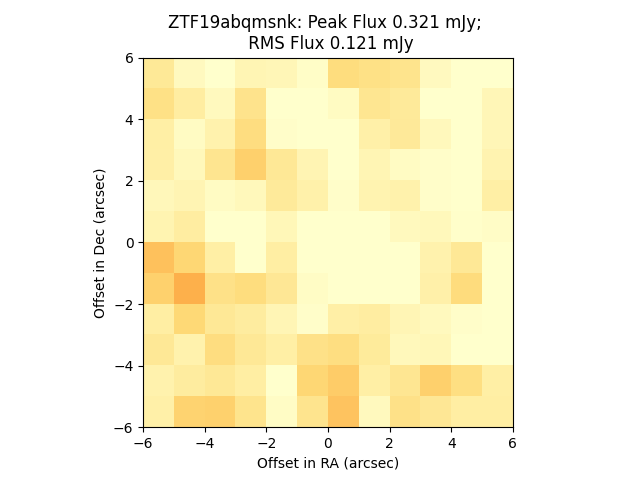 ZTF19abqmsnk: Peak Flux 0.321 mJy;
RMS Flux 0.121 mJy
6
4
2
0
−2
−4
−6
Offset in Dec (arcsec)
−6 −4 −2 0 2 4 6
Offset in RA (arcsec)